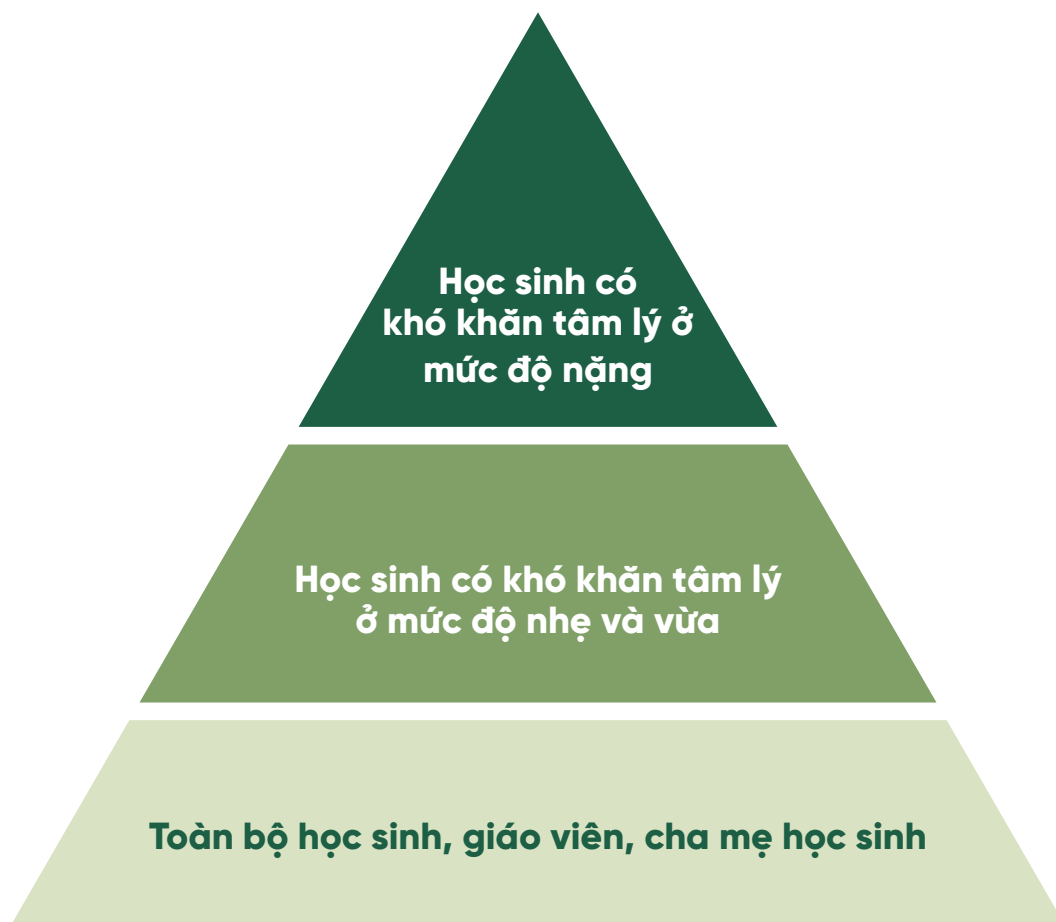 Học sinh có
khó khăn tâm lý ở
mức độ nặng
Học sinh có khó khăn tâm lý
ở mức độ nhẹ và vừa
Toàn bộ học sinh, giáo viên, cha mẹ học sinh